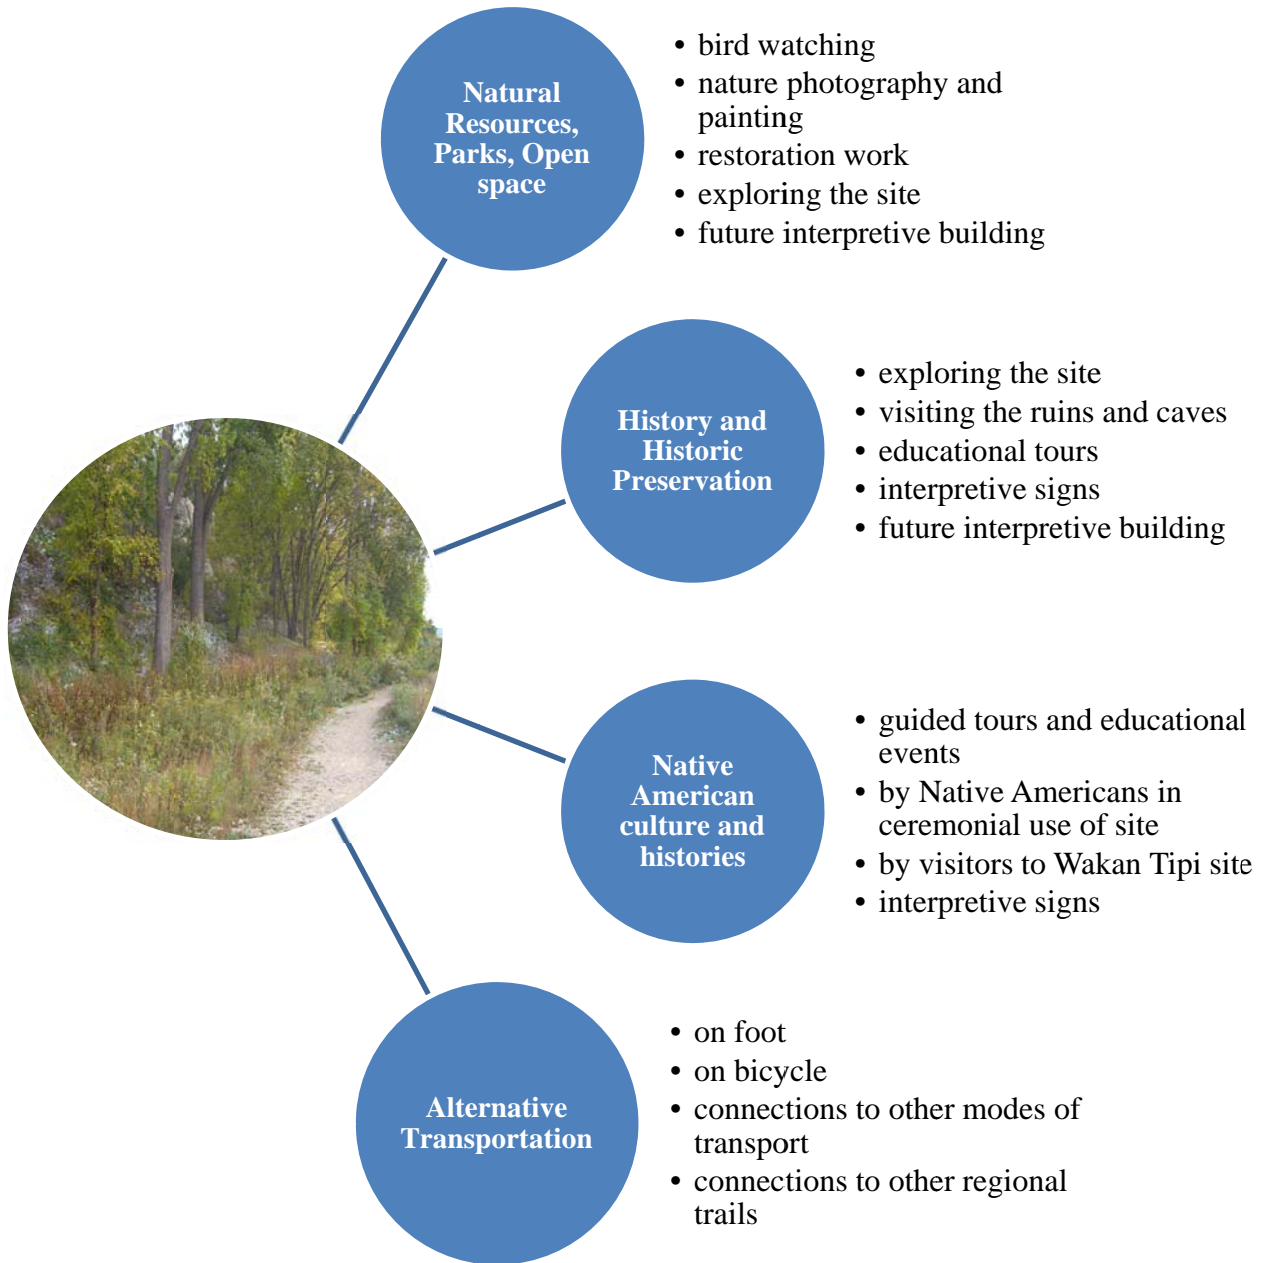 Natural
Resources,
Parks, Open
space
• bird watching
• nature photography and
painting
• restoration work
• exploring the site
• future interpretive building
History and
Historic
Preservation
• exploring the site
• visiting the ruins and caves
• educational tours
• interpretive signs
• future interpretive building
Native
American
culture and
histories
• guided tours and educational
events
• by Native Americans in
ceremonial use of site
• by visitors to Wakan Tipi site
• interpretive signs
Alternative
Transportation
• on foot
• on bicycle
• connections to other modes of
transport
• connections to other regional
trails